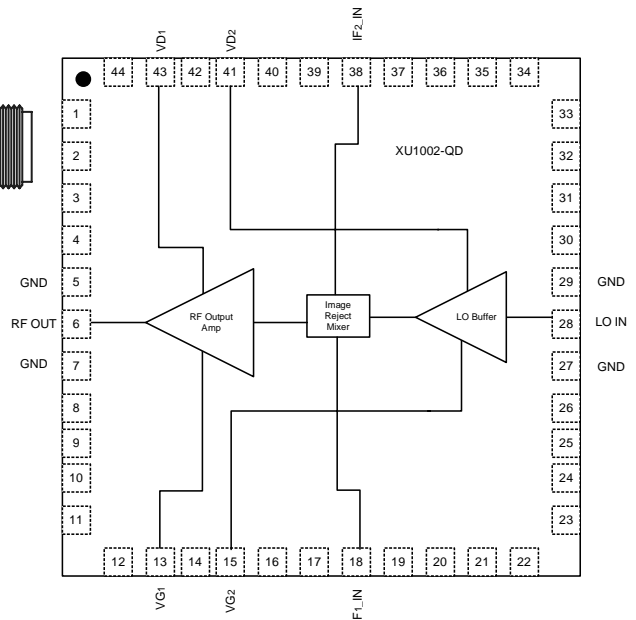 VD1
VD2
IF2_IN
44 43 42 41 40 39 38 37 36 35 34
1
2
3
4
GND 5
RF OUT 6
GND 7
8
9
10
11
XU1002-QD
RF Output
Amp
Image
Reject
Mixer
LO Buffer
33
32
31
30
29 GND
28 LO IN
27 GND
26
25
24
23
12 13 14 15 16 17 18 19 20 21 22
VG1
VG2
F1_IN